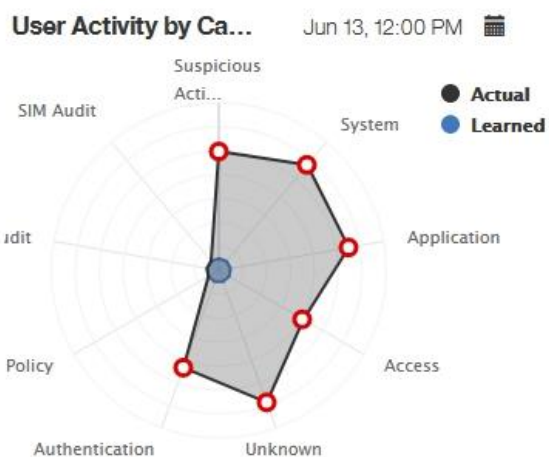 User Activity by Ca... Jun 13, 12:00 PM
Suspicious
Acti...
Actual
Learned
SIM Audit
System
udit
Application
Policy
Access
Authentication
Unknown